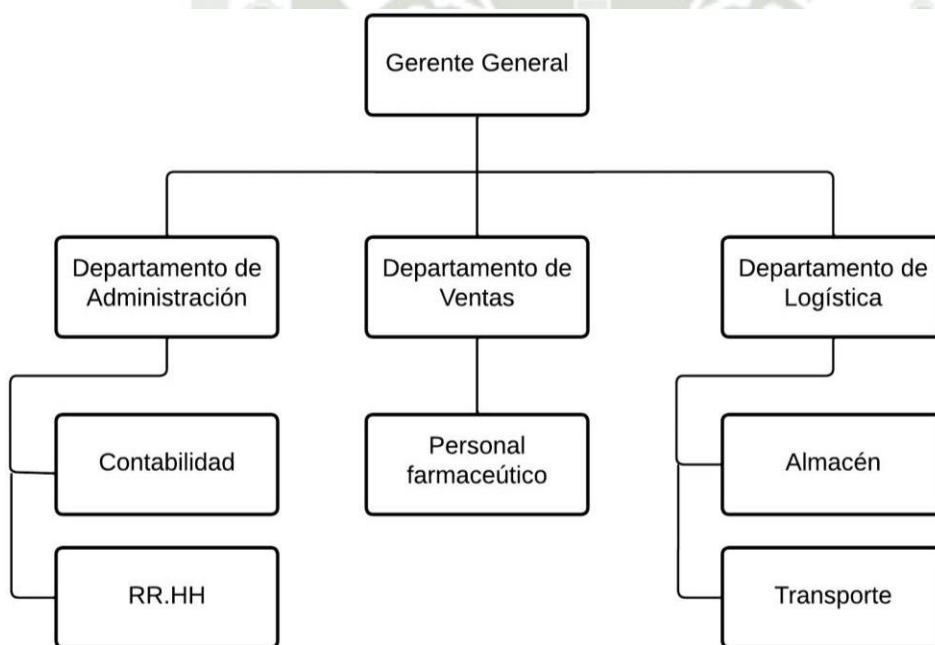 Gerente General
Departamento de
Administración
Departamento de
Ventas
Departamento de
Logística
Contabilidad
Personal
farmaceútico
Almacén
RR.HH
Transporte